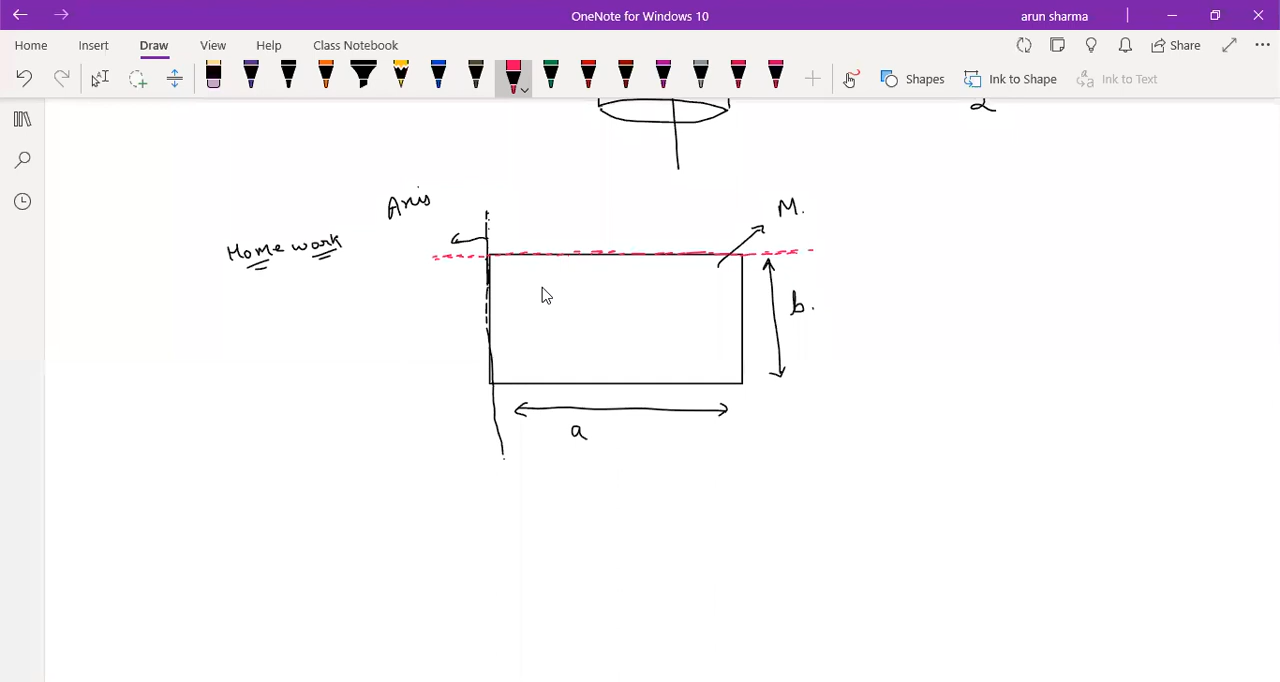 OneNote for Windows 10
arun sharma
Home Insert Draw View Help Class Notebook
Share
Shapes
Ink to Shape
Ink to Text
2
Axis
M.
Home work
b.
a